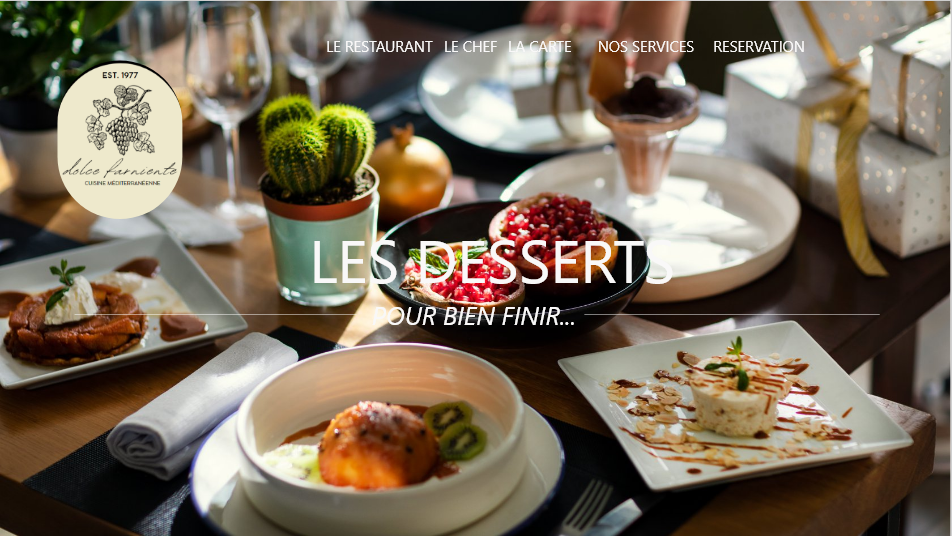 LE RESTAURANT LE CHEF LA CARTE NOS SERVICES RESERVATION
EST. 1977
dolce farniente
CUISINE MÉDITERRANÉENNE
LES DESSERTS
POUR BIEN FINIR...